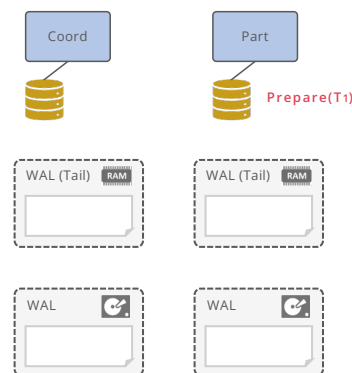 Coord Part
Prepare(T1)
WAL (Tail) RAM WAL (Tail) RAM
WAL WAL